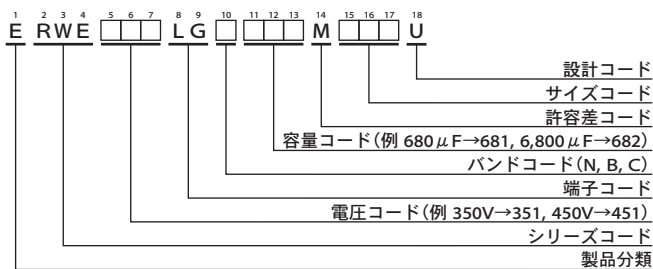 1 2 3 4 5 6 7 8 9 10 11 12 13 14 15 16 17 18
E RWE □□□ LG □ □□□ M □□□ U
設計コード
サイズコード
許容差コード
容量コード(例 680μF→681, 6,800μF→682)
バンドコード(N, B, C)
端子コード
電圧コード(例 350V→351, 450V→451)
シリーズコード
製品分類